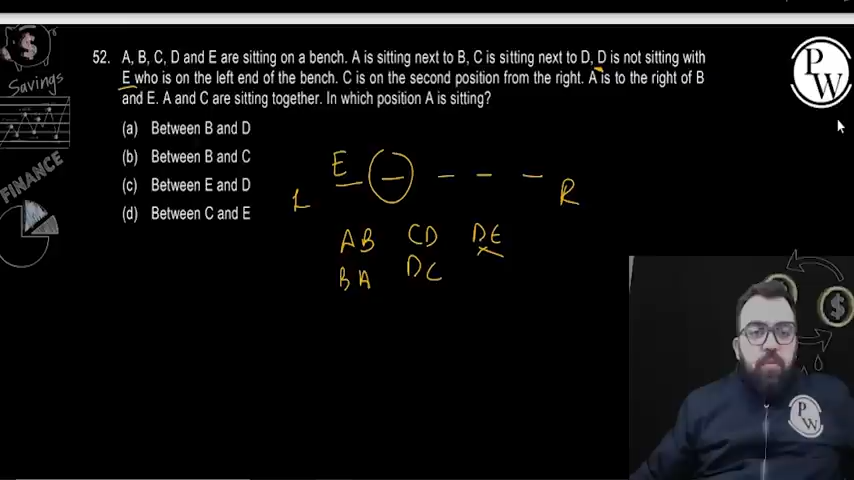 52. A, B, C, D and E are sitting on a bench. A is sitting next to B, C is sitting next to D, D is not sitting with
E who is on the left end of the bench. C is on the second position from the right. A is to the right of B
and E. A and C are sitting together. In which position A is sitting?
(a) Between B and D
(b) Between B and C
(c) Between E and D
(d) Between C and E
Savings
FINANCE
PW
L E R
AB CD DE
BA DC
PW